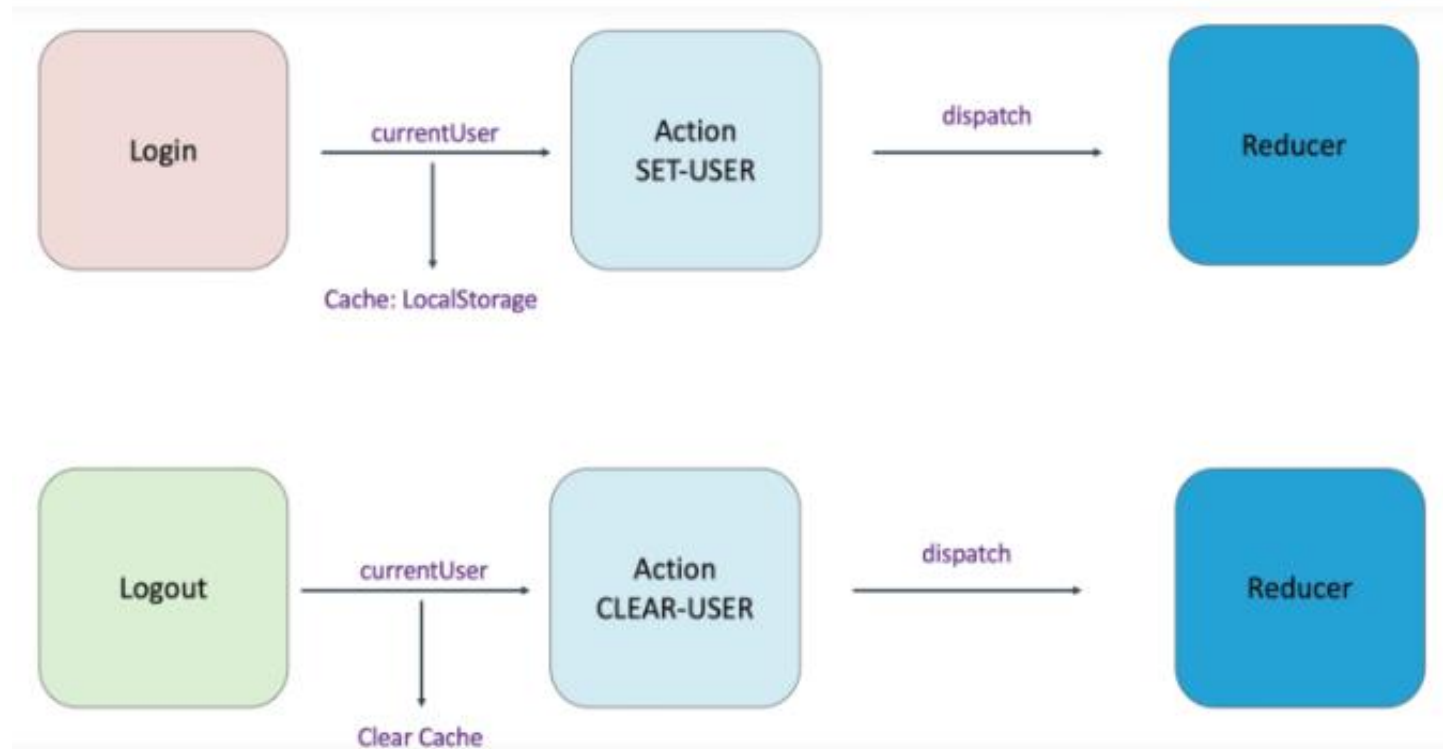 Login
currentUser
Cache: LocalStorage
Action
SET-USER
dispatch
Reducer
Logout
currentUser
Clear Cache
Action
CLEAR-USER
dispatch
Reducer